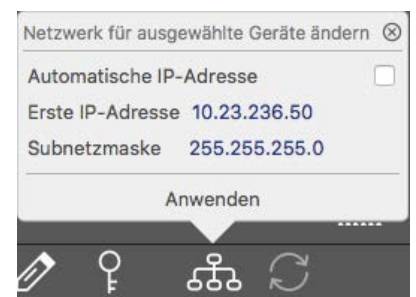 Netzwerk für ausgewählte Geräte ändern
Automatische IP-Adresse
Erste IP-Adresse 10.23.236.50
Subnetzmaske 255.255.255.0
Anwenden